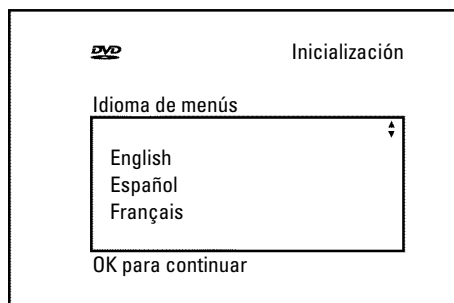 DVD
Inicialización
Idioma de menús
English
Español
Français
OK para continuar